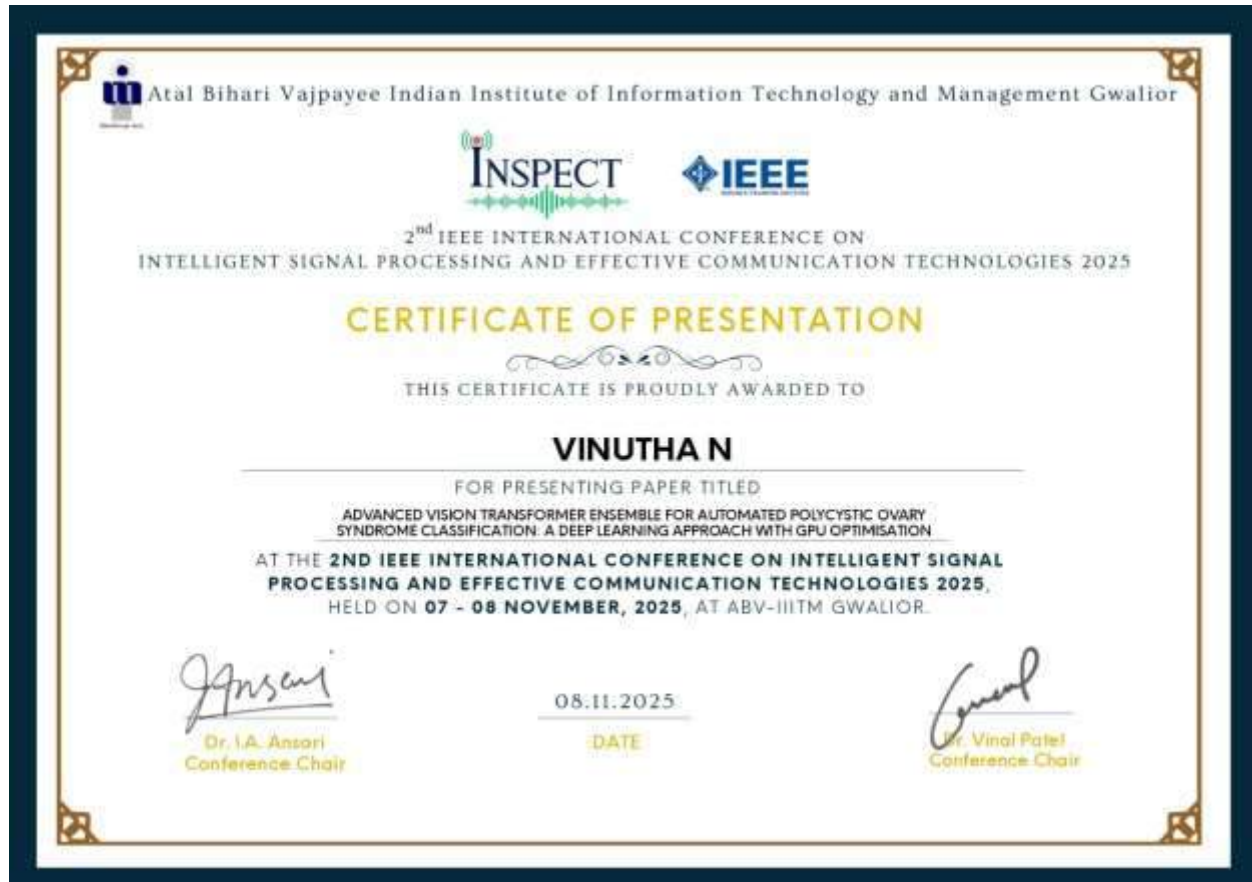 Atal Bihari Vajpayee Indian Institute of Information Technology and Management Gwalior
INSPECT
IEEE
2nd IEEE INTERNATIONAL CONFERENCE ON
INTELLIGENT SIGNAL PROCESSING AND EFFECTIVE COMMUNICATION TECHNOLOGIES 2025
CERTIFICATE OF PRESENTATION
THIS CERTIFICATE IS PROUDLY AWARDED TO
VINUTHA N
FOR PRESENTING PAPER TITLED
ADVANCED VISION TRANSFORMER ENSEMBLE FOR AUTOMATED POLYCYSTIC OVARY
SYNDROME CLASSIFICATION: A DEEP LEARNING APPROACH WITH GPU OPTIMISATION
AT THE 2ND IEEE INTERNATIONAL CONFERENCE ON INTELLIGENT SIGNAL
PROCESSING AND EFFECTIVE COMMUNICATION TECHNOLOGIES 2025,
HELD ON 07 - 08 NOVEMBER, 2025, AT ABV-IIITM GWALIOR.
08.11.2025
Dr. I.A. Ansari
Conference Chair
DATE
Dr. Vinal Patel
Conference Chair